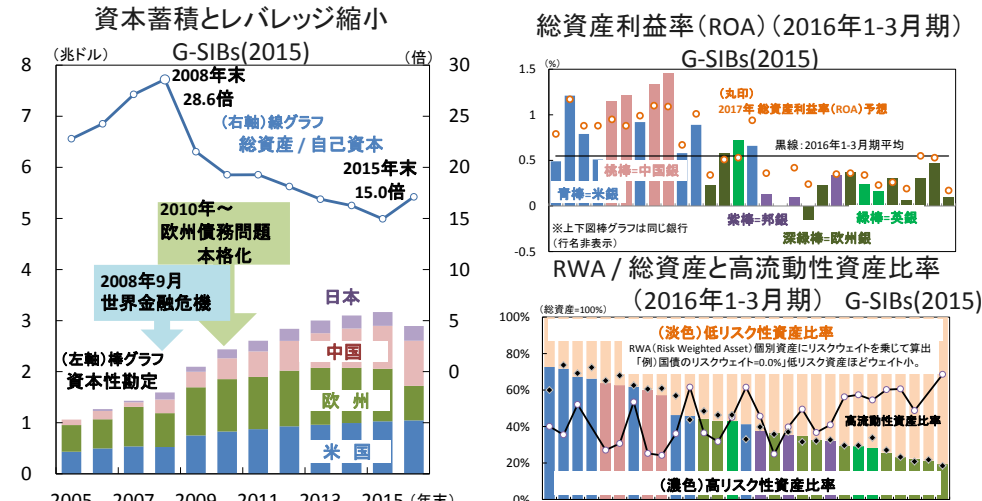 資本蓄積とレバレッジ縮小
G-SIBs(2015)
(兆ドル)
(倍)
8
7
6
5
4
3
2
1
0
30
25
20
15
10
5
0
2008年末
28.6倍
(右軸)線グラフ
総資産 / 自己資本
2015年末
15.0倍
2010年～
欧州債務問題
本格化
2008年9月
世界金融危機
(左軸)棒グラフ
資本性勘定
日本
中国
欧 州
米 国
2005 2007 2009 2011 2013 2015 (年末)
総資産利益率(ROA)(2016年1-3月期)
G-SIBs(2015)
(%)
1.5
1
0.5
0
-0.5
(丸印)
2017年 総資産利益率(ROA)予想
黒線：2016年1-3月期平均
桃棒=中国銀
青棒=米銀
紫棒=邦銀
緑棒=英銀
深緑棒=欧州銀
※上下図棒グラフは同じ銀行
(行名非表示)
RWA / 総資産と高流動性資産比率
(2016年1-3月期) G-SIBs(2015)
(総資産=100%)
100%
80%
60%
40%
20%
0%
(淡色)低リスク性資産比率
RWA(Risk Weighted Asset)個別資産にリスクウェイトを乗じて算出
「例)国債のリスクウェイト=0.0%」低リスク資産ほどウェイト小。
高流動性資産比率
(濃色)高リスク性資産比率